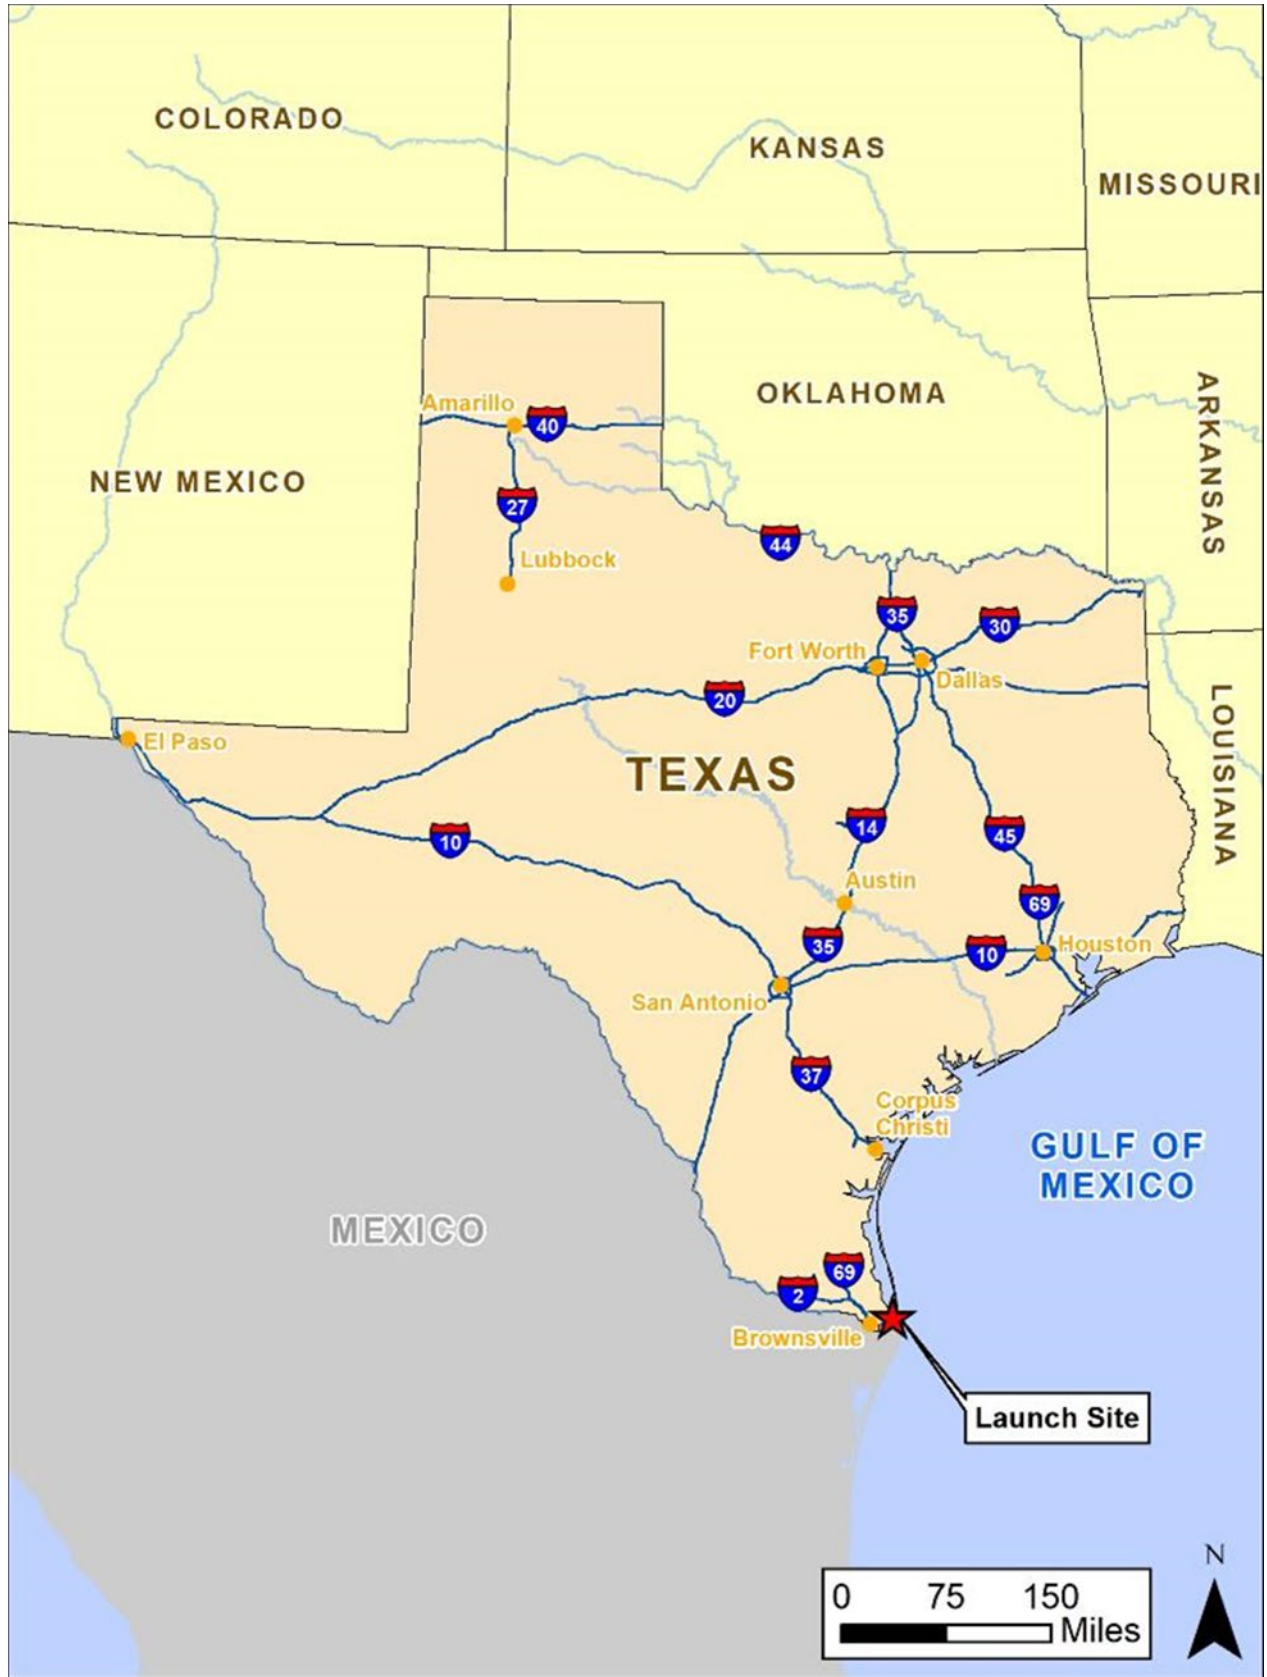 COLORADO
KANSAS
MISSOURI
OKLAHOMA
ARKANSAS
Amarillo
40
NEW MEXICO
27
44
Lubbock
35
30
Fort Worth
Dallas
20
LOUISIANA
El Paso
TEXAS
14
45
10
Austin
69
35
10
Houston
San Antonio
37
Corpus
Christi
GULF OF
MEXICO
MEXICO
69
2
Brownsville
Launch Site
N
0 75 150
Miles